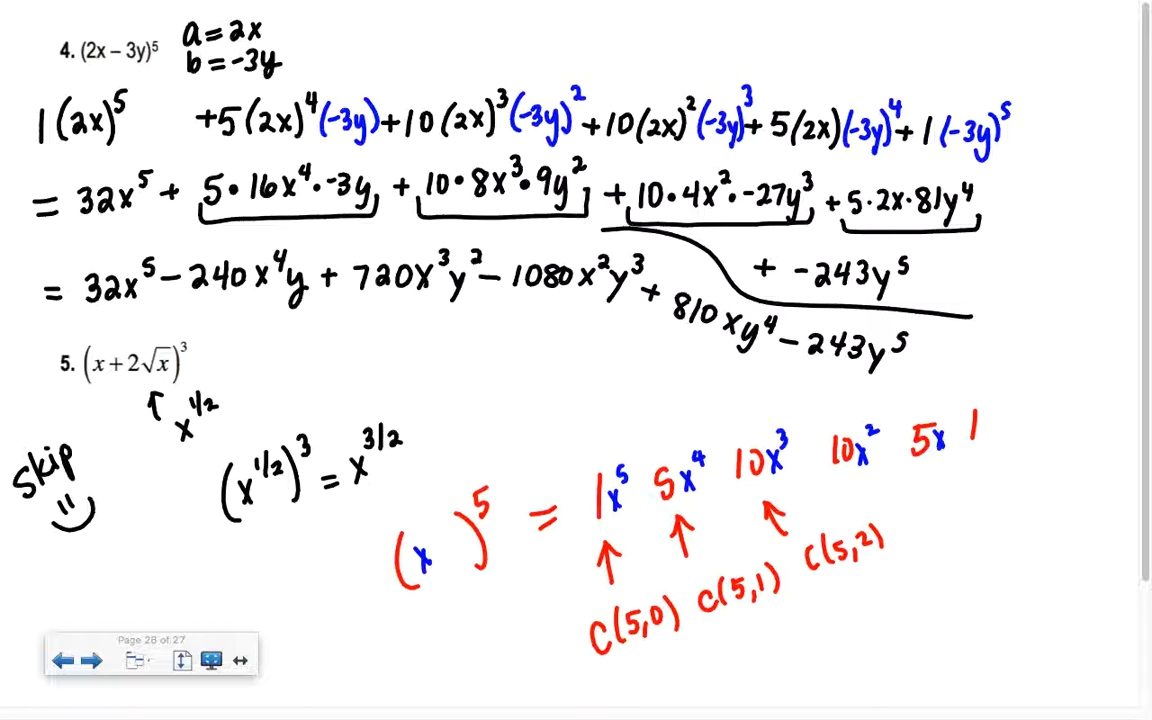 4. (2x – 3y)⁵ a = 2x
b = -3y
1(2x)⁵ +5(2x)⁴(-3y)+10(2x)³(-3y)²+10(2x)²(-3y)³+5(2x)(-3y)⁴+1(-3y)⁵
= 32x⁵ + 5•16x⁴•-3y + 10•8x³•9y² + 10•4x²•-27y³ + 5•2x•81y⁴
+ -243y⁵
= 32x⁵ - 240x⁴y + 720x³y² - 1080x²y³ + 810xy⁴ - 243y⁵
5. (x + 2√x)³
x^1/2
Skip
(x^1/2)³ = x^3/2
(x )⁵ = 1x⁵ 5x⁴ 10x³ 10x² 5x 1
C(5,0) C(5,1) C(5,2)
Page 26 of 27